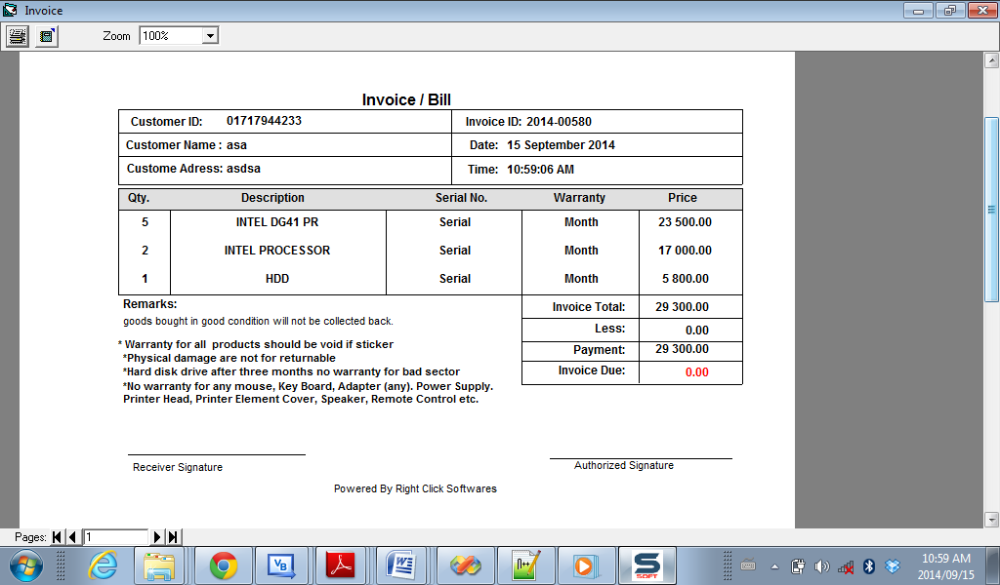 Invoice
Zoom 100%
Invoice / Bill
Customer ID: 01717944233 Invoice ID: 2014-00580
Customer Name : asa Date: 15 September 2014
Custome Adress: asdsa Time: 10:59:06 AM
Qty. Description Serial No. Warranty Price
5 INTEL DG41 PR Serial Month 23 500.00
2 INTEL PROCESSOR Serial Month 17 000.00
1 HDD Serial Month 5 800.00
Remarks: Invoice Total: 29 300.00
goods bought in good condition will not be collected back.
Less: 0.00
* Warranty for all products should be void if sticker
Payment: 29 300.00
*Physical damage are not for returnable
*Hard disk drive after three months no warranty for bad sector
Invoice Due: 0.00
*No warranty for any mouse, Key Board, Adapter (any). Power Supply.
Printer Head, Printer Element Cover, Speaker, Remote Control etc.
Receiver Signature Authorized Signature
Powered By Right Click Softwares
Pages: 1
VB
W
n++
S
SOFT
10:59 AM
2014/09/15